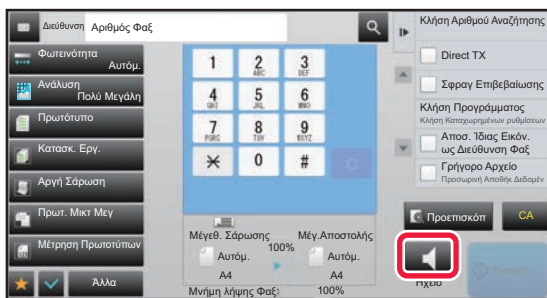 Διεύθυνση Αριθμός Φαξ
Φωτεινότητα
Αυτόμ.
Ανάλυση
Πολύ Μεγάλη
Πρωτότυπο
Κατασκ. Εργ.
Αργή Σάρωση
Πρωτ. Μικτ Μεγ
Μέτρηση Πρωτοτύπων
Άλλα
1 2 3
ABC DEF
4 5 6
GHI JKL MNO
7 8 9
PQRS TUV WXYZ
0 #
C
Μέγεθ. Σάρωσης Μέγ.Αποστολής
100%
Αυτόμ. Αυτόμ.
A4 A4
Μνήμη λήψης Φαξ: 100%
Κλήση Αριθμού Αναζήτησης
Direct TX
Σφραγ Επιβεβαίωσης
Κλήση Προγράμματος
Κλήση Καταχωρημένων ρυθμίσεων
Αποσ. Ίδιας Εικόν.
ως Διεύθυνση Φαξ
Γρήγορο Αρχείο
Προσωρινή Αποθήκ Δεδομέν
Προεπισκόπ CA
Ηχείο Έναρξη